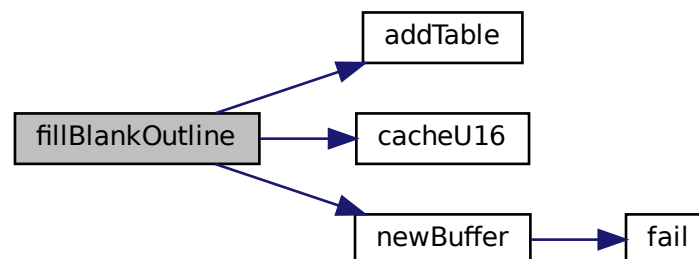 addTable
fillBlankOutline
cacheU16
newBuffer
fail